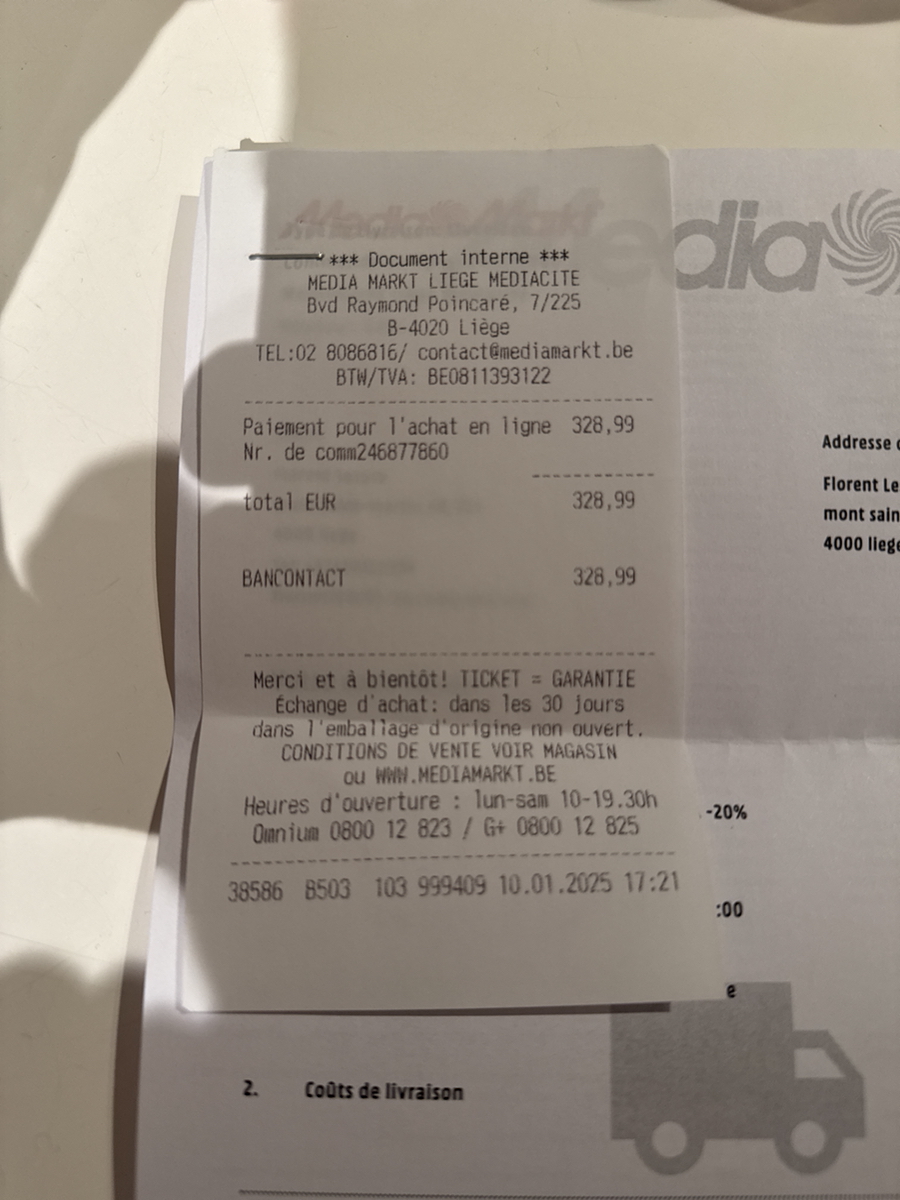 Media Markt
edia
*** Document interne ***
MEDIA MARKT LIEGE MEDIACITE
Bvd Raymond Poincaré, 7/225
B-4020 Liège
TEL:02 8086816/ contact@mediamarkt.be
BTW/TVA: BE0811393122
Paiement pour l'achat en ligne 328,99
Nr. de comm246877860
total EUR 328,99
BANCONTACT 328,99
Merci et à bientôt! TICKET = GARANTIE
Échange d'achat: dans les 30 jours
dans l'emballage d'origine non ouvert.
CONDITIONS DE VENTE VOIR MAGASIN
ou WWW.MEDIAMARKT.BE
Heures d'ouverture : lun-sam 10-19.30h
Omnium 0800 12 823 / G+ 0800 12 825
38586 B503 103 999409 10.01.2025 17:21
Addresse
Florent Le
mont sain
4000 liege
-20%
:00
e
2. Coûts de livraison